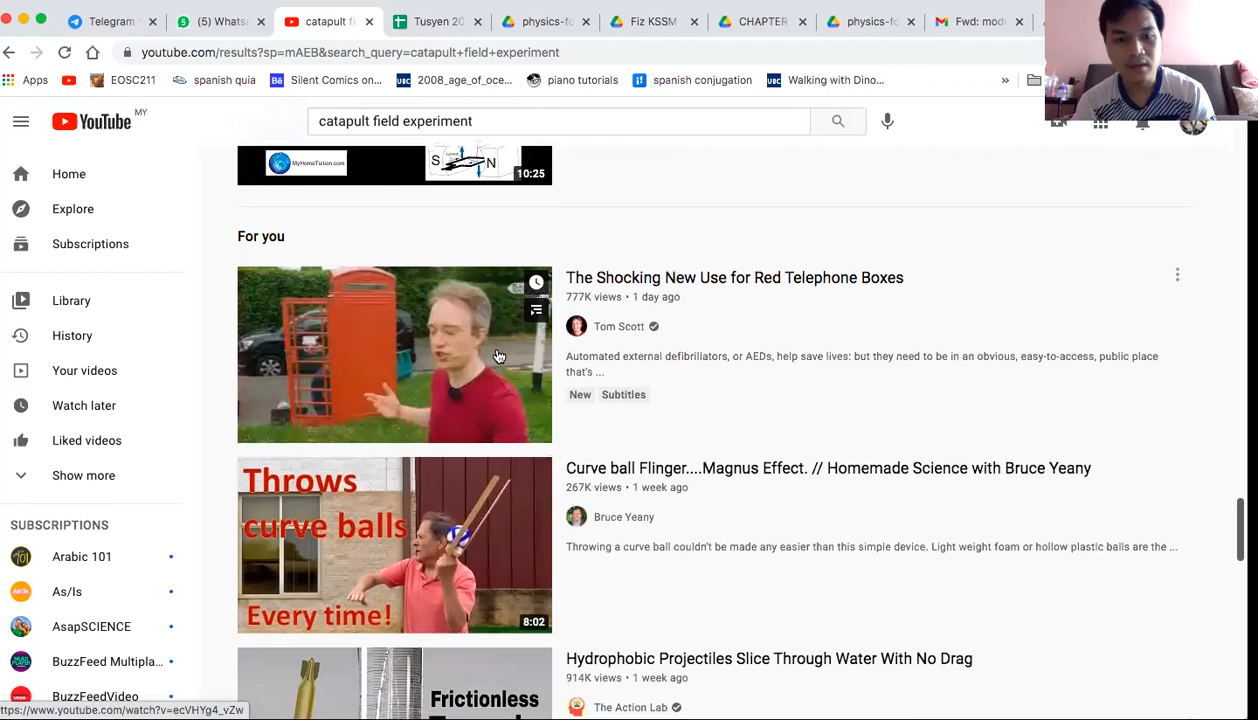 Telegram
(5) Whats
catapult fi
Tusyen 20
physics-fo
Fiz KSSM
CHAPTER
physics-fo
Fwd: mod
youtube.com/results?sp=mAEB&search_query=catapult+field+experiment
Apps
EOSC211
spanish quia
Bē
Silent Comics on...
UBC
2008_age_of_oce...
piano tutorials
spanish conjugation
UBC
Walking with Dino...
»
YouTube MY
catapult field experiment
Home
Explore
Subscriptions
Library
History
Your videos
Watch later
Liked videos
Show more
SUBSCRIPTIONS
Arabic 101
As/Is
AsapSCIENCE
BuzzFeed Multipla...
BuzzFeedVideo
MyHomeTuition.com
current
S N
10:25
For you
The Shocking New Use for Red Telephone Boxes
777K views • 1 day ago
Tom Scott
Automated external defibrillators, or AEDs, help save lives: but they need to be in an obvious, easy-to-access, public place
that's ...
New Subtitles
Throws
curve balls
Every time!
8:02
Curve ball Flinger....Magnus Effect. // Homemade Science with Bruce Yeany
267K views • 1 week ago
Bruce Yeany
Throwing a curve ball couldn't be made any easier than this simple device. Light weight foam or hollow plastic balls are the ...
Frictionless
Hydrophobic Projectiles Slice Through Water With No Drag
914K views • 1 week ago
The Action Lab
ttps://www.youtube.com/watch?v=ecVHYg4_vZw